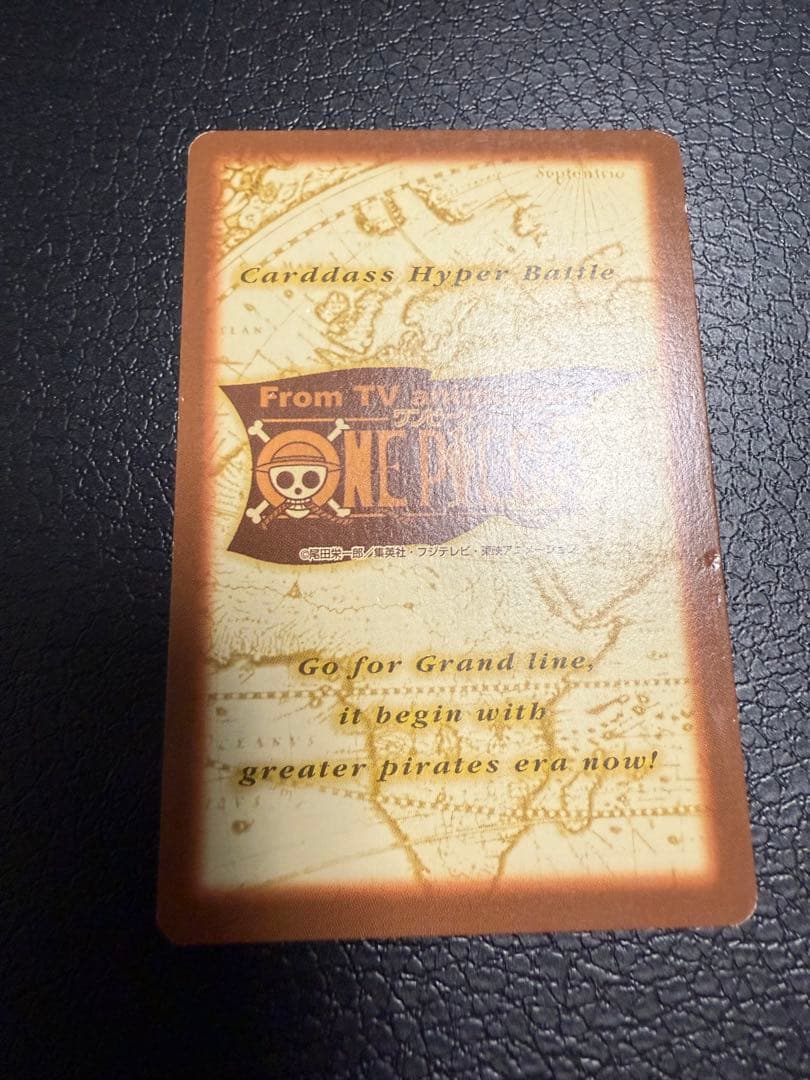 Septentrio
Carddass Hyper Battle
From TV animation
ワンピース
ONE PIECE
©尾田栄一郎／集英社・フジテレビ・東映アニメーション
Go for Grand line,
it begin with
greater pirates era now!